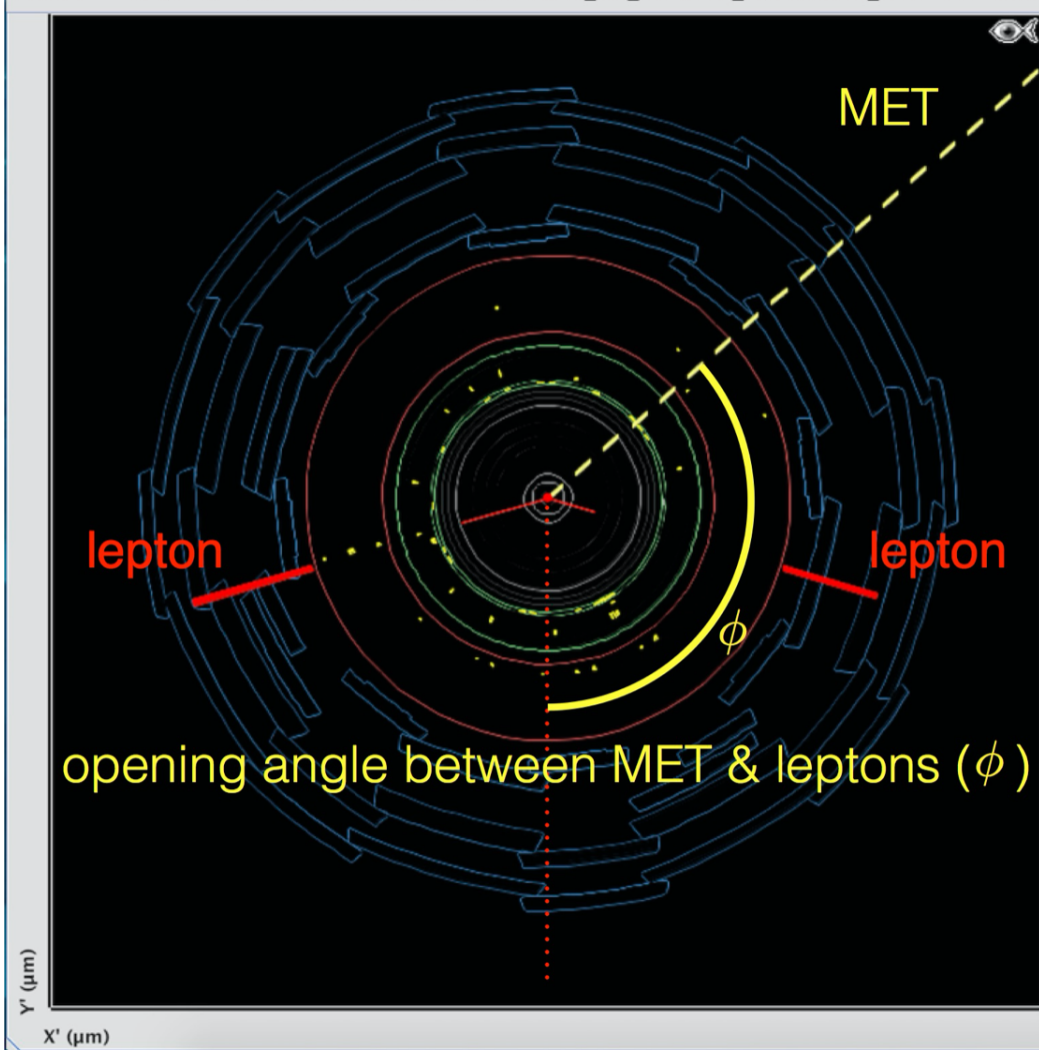 MET
lepton
lepton
ϕ
opening angle between MET & leptons (ϕ)
Y' (μm)
X' (μm)